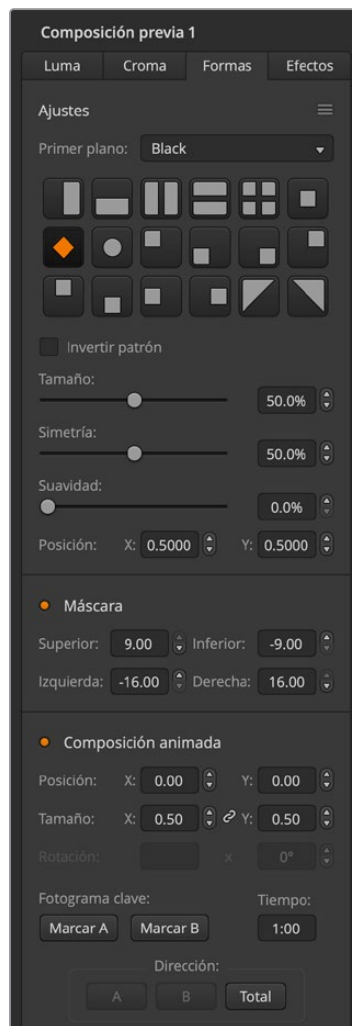 Composición previa 1
Luma Croma Formas Efectos
Ajustes
Primer plano: Black
Invertir patrón
Tamaño:
50.0%
Simetría:
50.0%
Suavidad:
0.0%
Posición: X: 0.5000 Y: 0.5000
Máscara
Superior: 9.00 Inferior: -9.00
Izquierda: -16.00 Derecha: 16.00
Composición animada
Posición: X: 0.00 Y: 0.00
Tamaño: X: 0.50 Y: 0.50
Rotación: x 0°
Fotograma clave: Tiempo:
Marcar A Marcar B 1:00
Dirección:
A B Total